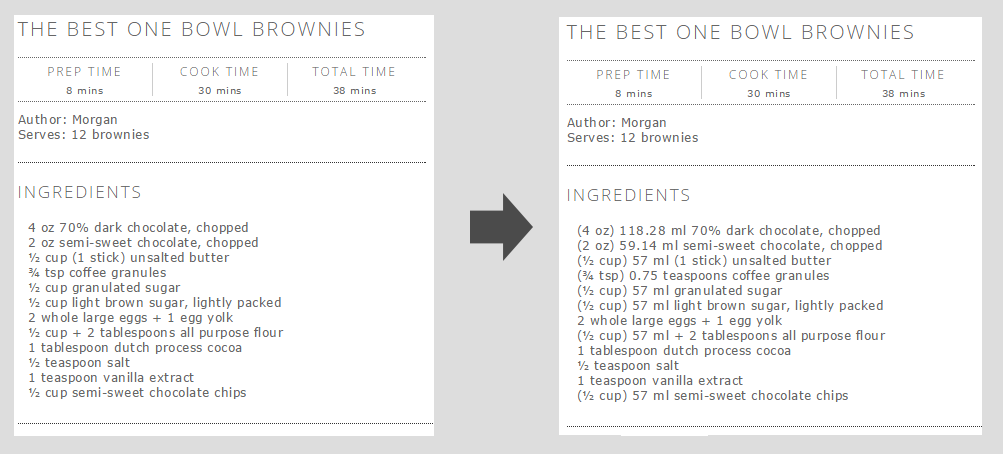 THE BEST ONE BOWL BROWNIES
PREP TIME COOK TIME TOTAL TIME
8 mins 30 mins 38 mins
Author: Morgan
Serves: 12 brownies
INGREDIENTS
4 oz 70% dark chocolate, chopped
2 oz semi-sweet chocolate, chopped
½ cup (1 stick) unsalted butter
¾ tsp coffee granules
½ cup granulated sugar
½ cup light brown sugar, lightly packed
2 whole large eggs + 1 egg yolk
½ cup + 2 tablespoons all purpose flour
1 tablespoon dutch process cocoa
½ teaspoon salt
1 teaspoon vanilla extract
½ cup semi-sweet chocolate chips
THE BEST ONE BOWL BROWNIES
PREP TIME COOK TIME TOTAL TIME
8 mins 30 mins 38 mins
Author: Morgan
Serves: 12 brownies
INGREDIENTS
(4 oz) 118.28 ml 70% dark chocolate, chopped
(2 oz) 59.14 ml semi-sweet chocolate, chopped
(½ cup) 57 ml (1 stick) unsalted butter
(¾ tsp) 0.75 teaspoons coffee granules
(½ cup) 57 ml granulated sugar
(½ cup) 57 ml light brown sugar, lightly packed
2 whole large eggs + 1 egg yolk
(½ cup) 57 ml + 2 tablespoons all purpose flour
1 tablespoon dutch process cocoa
½ teaspoon salt
1 teaspoon vanilla extract
(½ cup) 57 ml semi-sweet chocolate chips